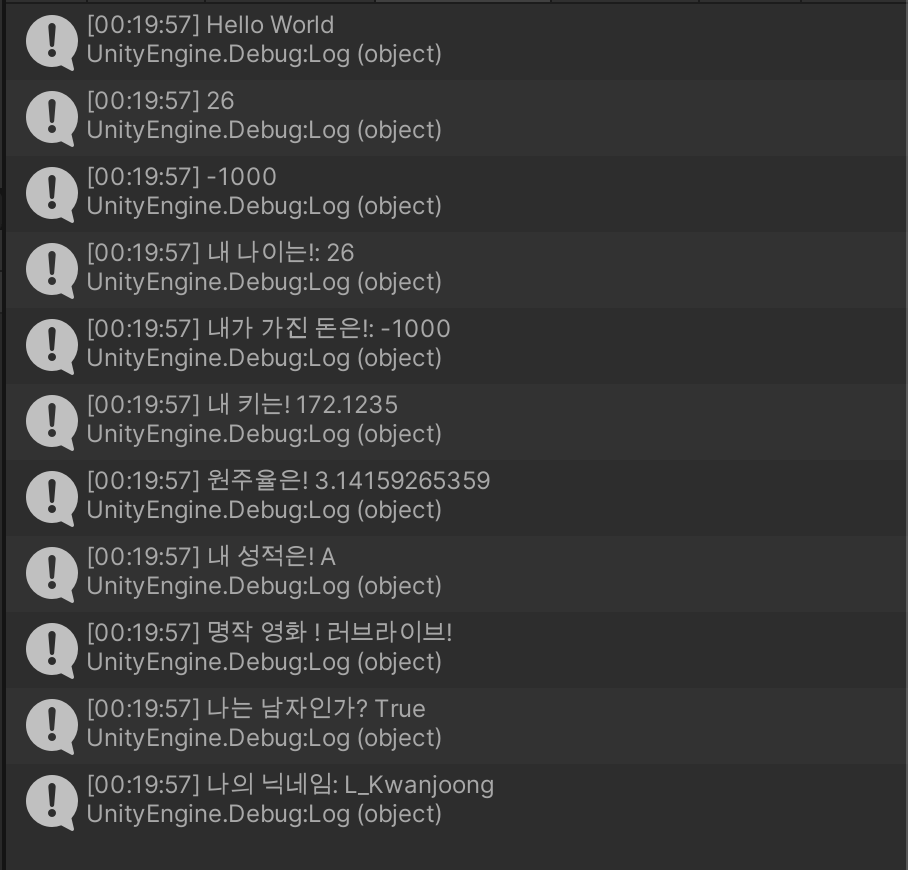 [00:19:57] Hello World
UnityEngine.Debug:Log (object)
[00:19:57] 26
UnityEngine.Debug:Log (object)
[00:19:57] -1000
UnityEngine.Debug:Log (object)
[00:19:57] 내 나이는!: 26
UnityEngine.Debug:Log (object)
[00:19:57] 내가 가진 돈은!: -1000
UnityEngine.Debug:Log (object)
[00:19:57] 내 키는! 172.1235
UnityEngine.Debug:Log (object)
[00:19:57] 원주율은! 3.14159265359
UnityEngine.Debug:Log (object)
[00:19:57] 내 성적은! A
UnityEngine.Debug:Log (object)
[00:19:57] 명작 영화 ! 러브라이브!
UnityEngine.Debug:Log (object)
[00:19:57] 나는 남자인가? True
UnityEngine.Debug:Log (object)
[00:19:57] 나의 닉네임: L_Kwanjoong
UnityEngine.Debug:Log (object)